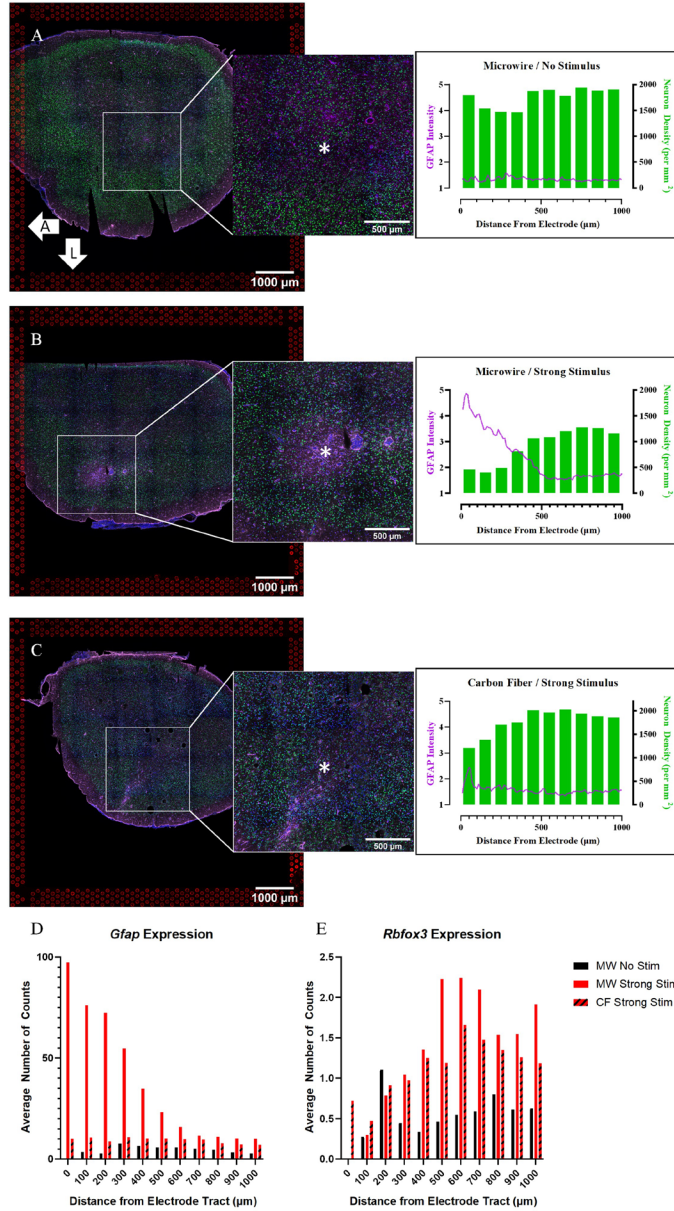 A
A
L
500 µm
1000 µm
Microwire / No Stimulus
GFAP Intensity
5
4
3
2
1
Neuron Density (per mm²)
2000
1500
1000
500
0
0
500
1000
Distance From Electrode (µm)
B
500 µm
1000 µm
Microwire / Strong Stimulus
GFAP Intensity
5
4
3
2
1
Neuron Density (per mm²)
2000
1500
1000
500
0
0
500
1000
Distance From Electrode (µm)
C
500 µm
1000 µm
Carbon Fiber / Strong Stimulus
GFAP Intensity
5
4
3
2
1
Neuron Density (per mm²)
2000
1500
1000
500
0
0
500
1000
Distance From Electrode (µm)
D
Gfap Expression
Average Number of Counts
100
50
0
0 100 200 300 400 500 600 700 800 900 1000
Distance from Electrode Tract (µm)
E
Rbfox3 Expression
Average Number of Counts
2.5
2.0
1.5
1.0
0.5
0.0
0 100 200 300 400 500 600 700 800 900 1000
Distance from Electrode Tract (µm)
MW No Stim
MW Strong Stim
CF Strong Stim